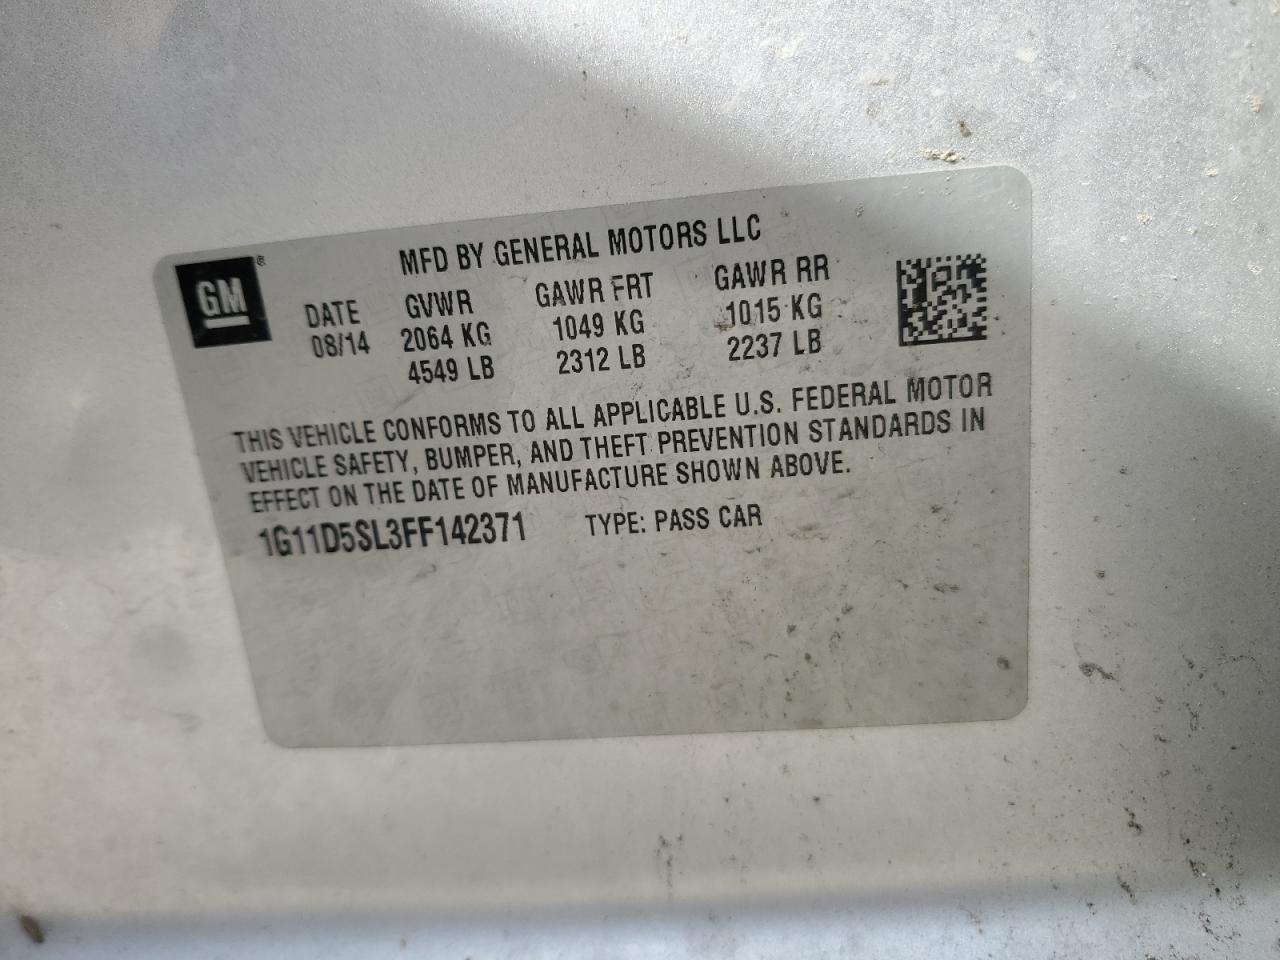 MFD BY GENERAL MOTORS LLC
GM®
DATE GVWR GAWR FRT GAWR RR
08/14 2064 KG 1049 KG 1015 KG
4549 LB 2312 LB 2237 LB
THIS VEHICLE CONFORMS TO ALL APPLICABLE U.S. FEDERAL MOTOR
VEHICLE SAFETY, BUMPER, AND THEFT PREVENTION STANDARDS IN
EFFECT ON THE DATE OF MANUFACTURE SHOWN ABOVE.
1G11D5SL3FF142371 TYPE: PASS CAR